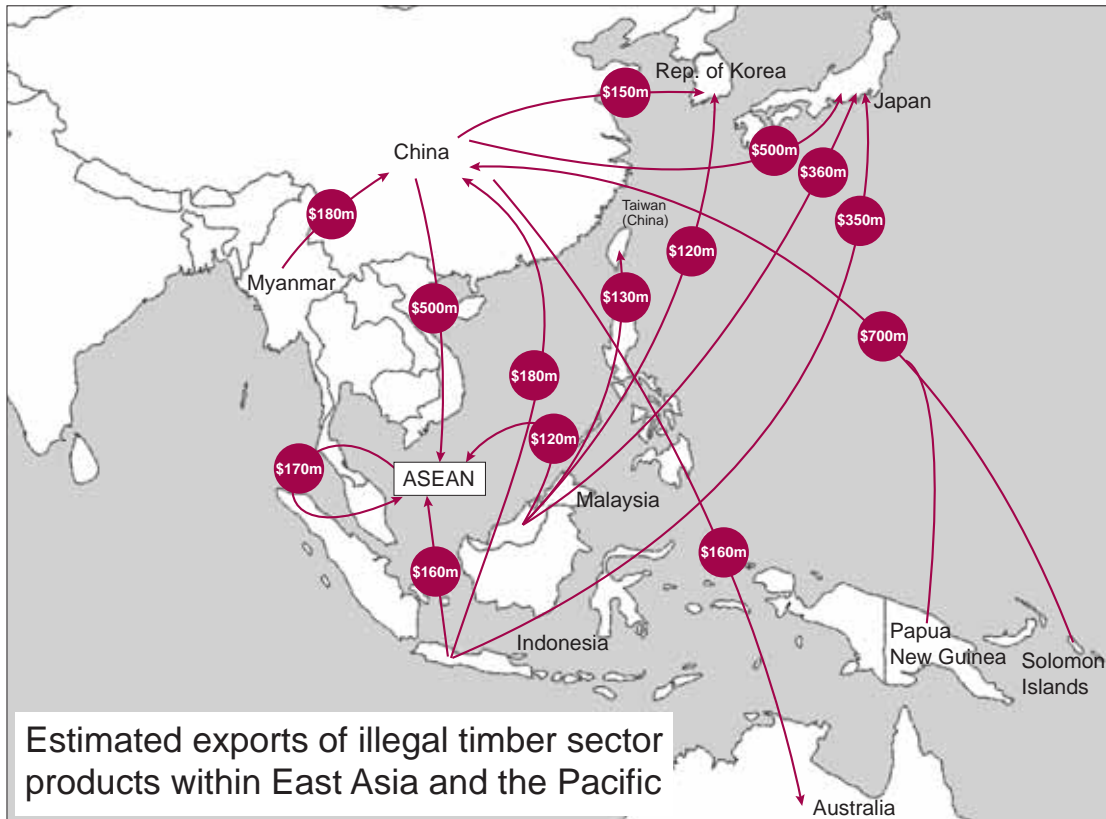 Rep. of Korea
$150m
Japan
China
$500m
$360m
$180m
Taiwan
(China)
$350m
$120m
Myanmar
$130m
$500m
$700m
$180m
$120m
$170m
ASEAN
Malaysia
$160m
$160m
Indonesia
Papua
New Guinea
Solomon
Islands
Estimated exports of illegal timber sector
products within East Asia and the Pacific
Australia